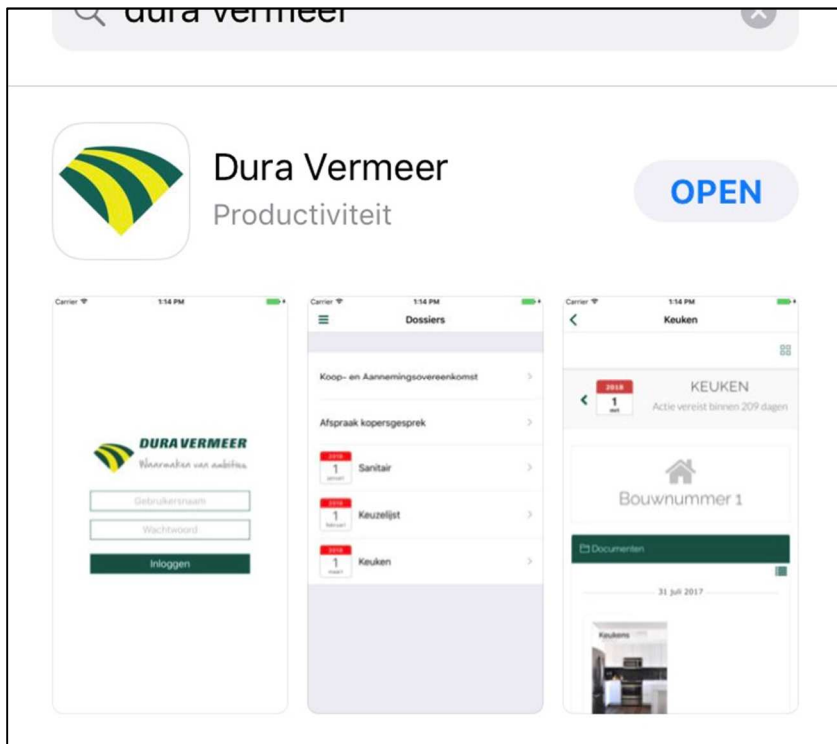 dura vermeer
Dura Vermeer
Productiviteit
OPEN
Carrier 1:14 PM
DURA VERMEER
Waarmaken van ambities
Gebruikersnaam
Wachtwoord
Inloggen
Carrier 1:14 PM
Dossiers
Koop- en Aannemingsovereenkomst
Afspraak kopersgesprek
2018
1
januari
Sanitair
2018
1
februari
Keuzelijst
2018
1
maart
Keuken
Carrier 1:14 PM
Keuken
2018
1
KEUKEN
Actie vereist binnen 209 dagen
Bouwnummer 1
Documenten
31 juli 2017
Keukens